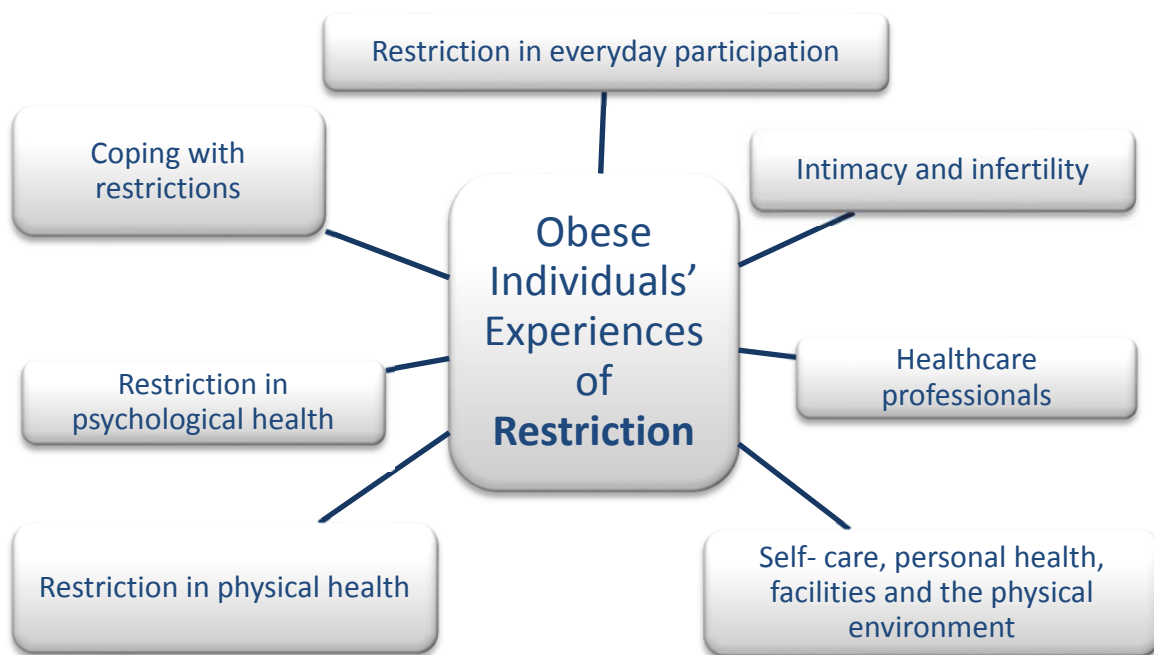 Restriction in everyday participation
Coping with
restrictions
Intimacy and infertility
Obese
Individuals’
Experiences
of
Restriction
Restriction in
psychological health
Healthcare
professionals
Restriction in physical health
Self- care, personal health,
facilities and the physical
environment